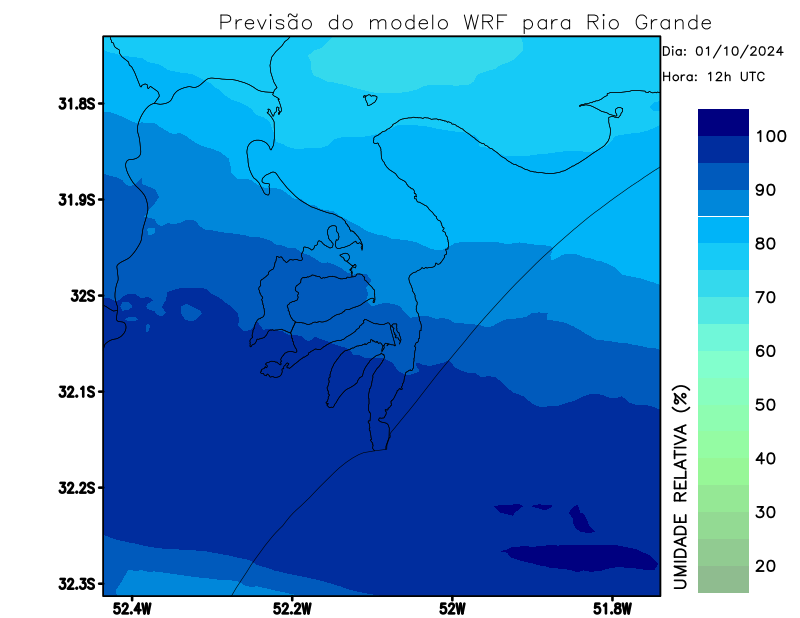 Previsão do modelo WRF para Rio Grande
Dia: 01/10/2024
Hora: 12h UTC
31.8S
31.9S
32S
32.1S
32.2S
32.3S
52.4W
52.2W
52W
51.8W
100
90
80
70
60
50
40
30
20
UMIDADE RELATIVA (%)